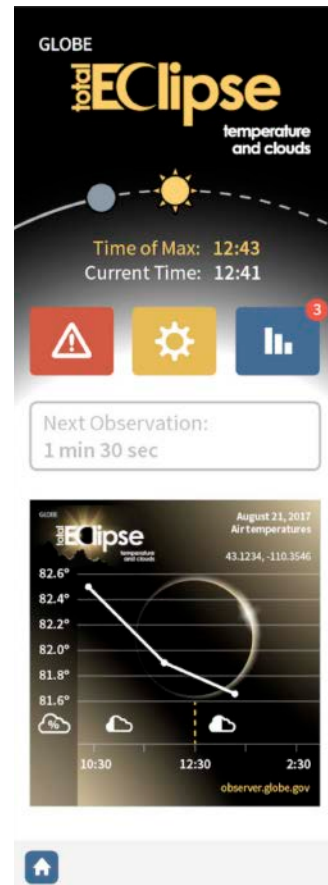 GLOBE
total
EClipse
temperature
and clouds
Time of Max: 12:43
Current Time: 12:41
3
Next Observation:
1 min 30 sec
GLOBE
total
EClipse
temperature
and clouds
August 21, 2017
Air temperatures
43.1234, -110.3546
82.6°
82.4°
82.2°
82.0°
81.8°
81.6°
%
10:30 12:30 2:30
observer.globe.gov